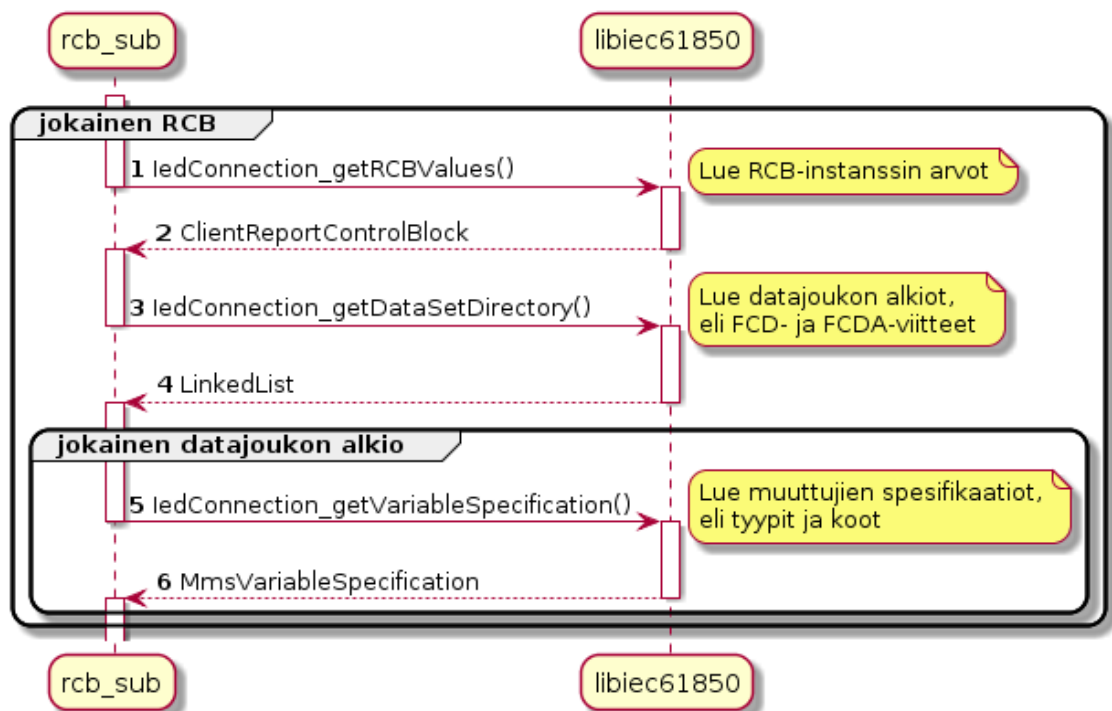 rcb_sub
libiec61850
jokainen RCB
1 IedConnection_getRCBValues()
Lue RCB-instanssin arvot
2 ClientReportControlBlock
3 IedConnection_getDataSetDirectory()
Lue datajoukon alkiot,
eli FCD- ja FCDA-viitteet
4 LinkedList
jokainen datajoukon alkio
5 IedConnection_getVariableSpecification()
Lue muuttujien spesifikaatiot,
eli tyypit ja koot
6 MmsVariableSpecification
rcb_sub
libiec61850